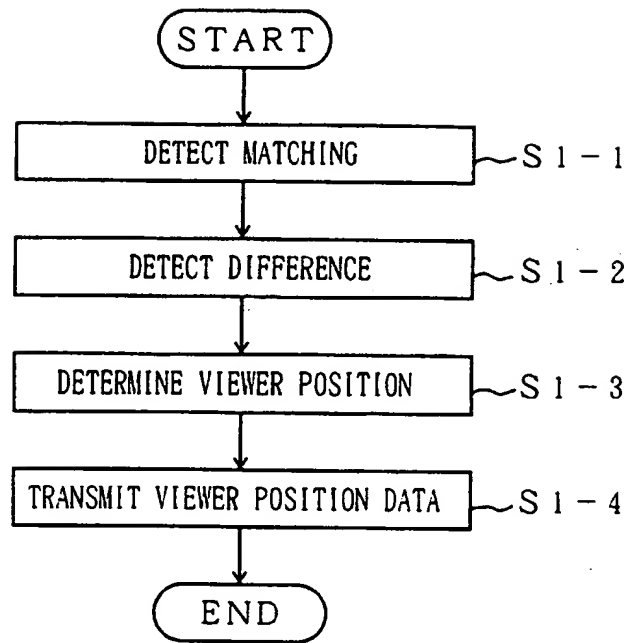 START
DETECT MATCHING S1-1
DETECT DIFFERENCE S1-2
DETERMINE VIEWER POSITION S1-3
TRANSMIT VIEWER POSITION DATA S1-4
END